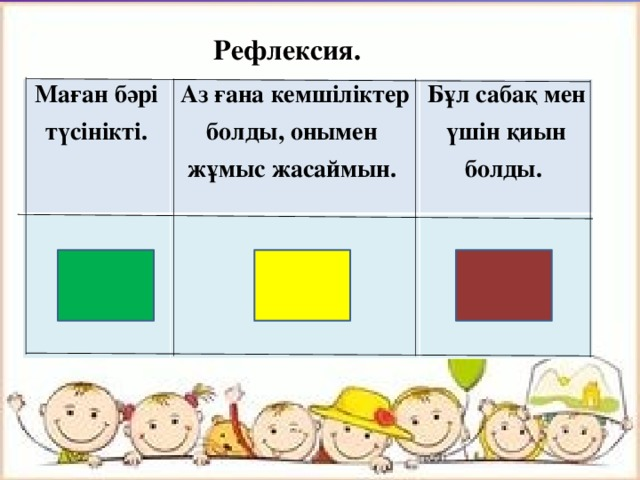 Рефлексия.
Маған бәрі
түсінікті.
Аз ғана кемшіліктер
болды, онымен
жұмыс жасаймын.
Бұл сабақ мен
үшін қиын
болды.